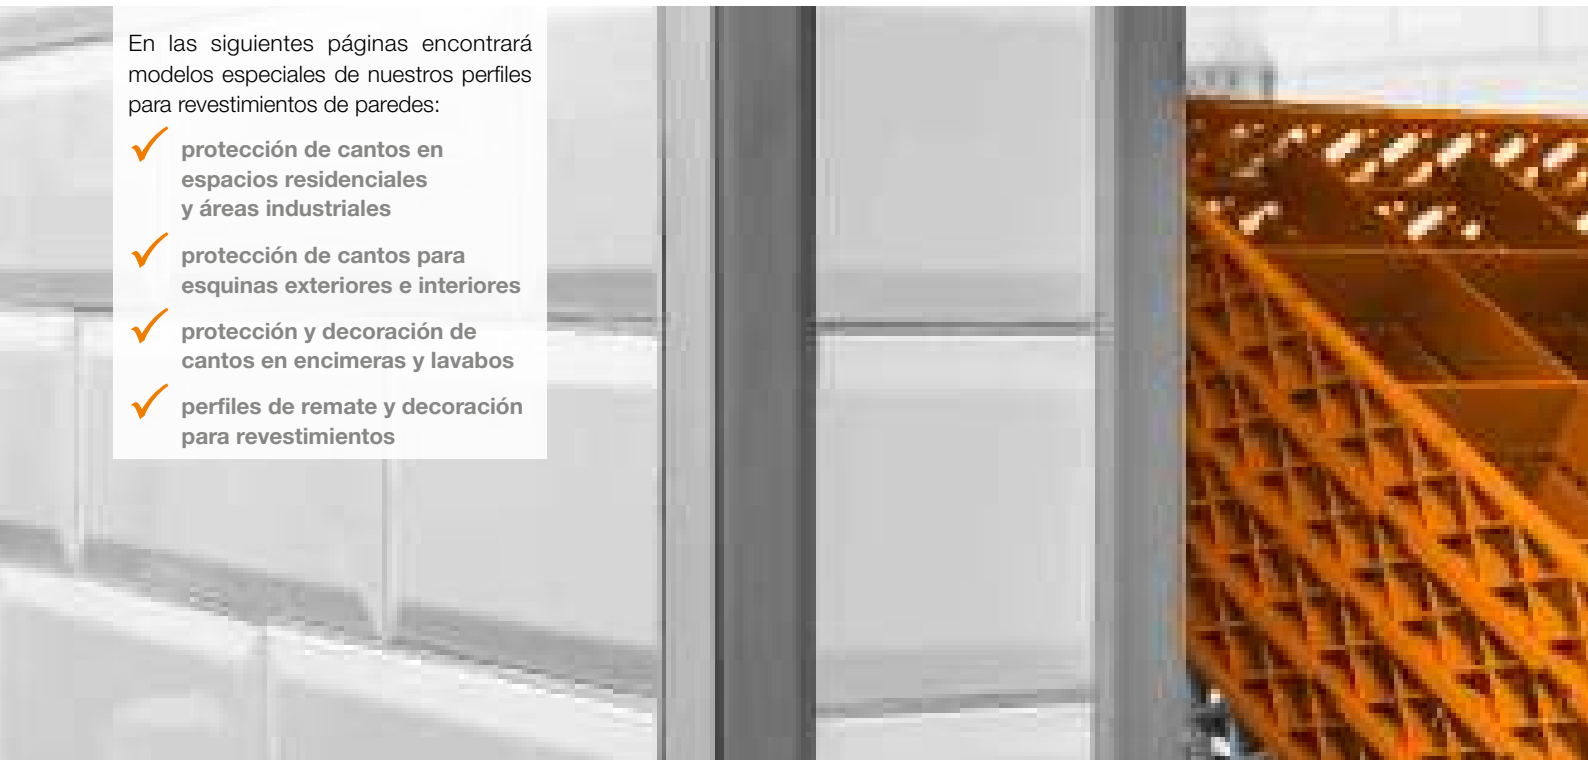 En las siguientes páginas encontrará
modelos especiales de nuestros perfiles
para revestimientos de paredes:
protección de cantos en
espacios residenciales
y áreas industriales
protección de cantos para
esquinas exteriores e interiores
protección y decoración de
cantos en encimeras y lavabos
perfiles de remate y decoración
para revestimientos